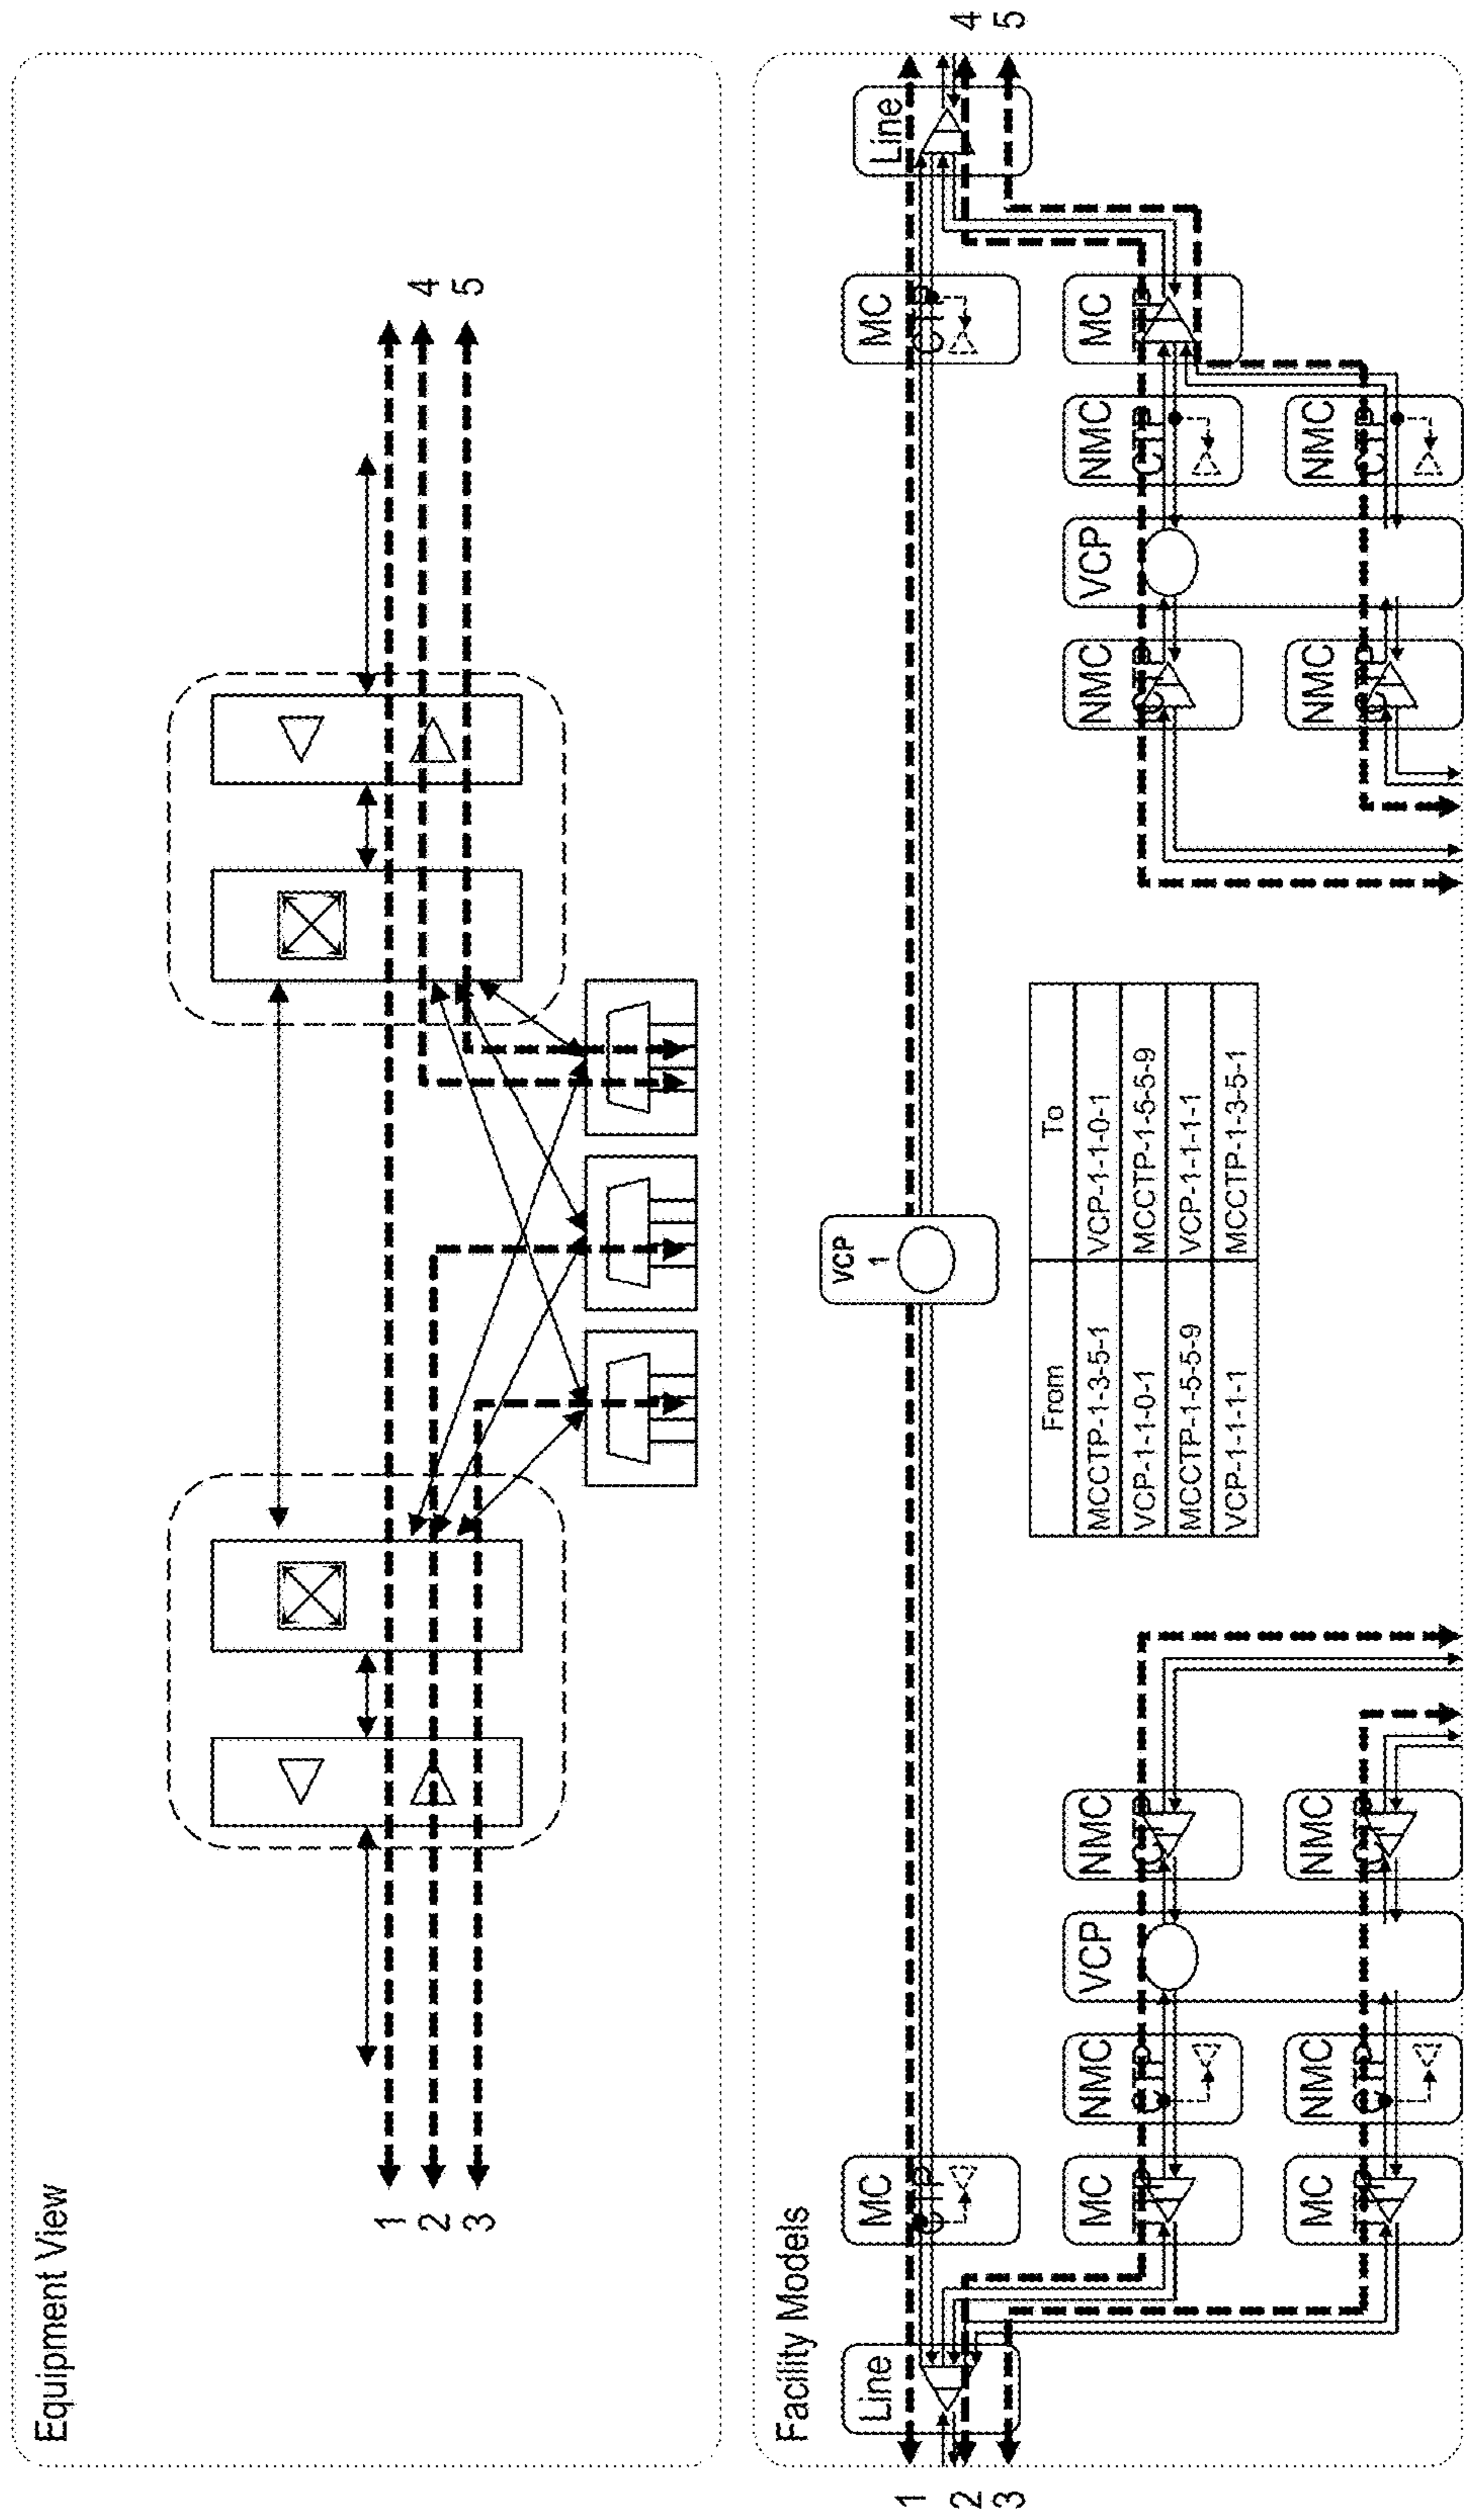 Equipment View
1
2
3
4
5
Facility Models
Line
MC
CTP
VCP
1
MC
CTP
Line
1
2
3
4
5
MC
NMC
CTP
VCP
NMC
CTP
From To
MCCTP-1-3-5-1 VCP-1-1-0-1
VCP-1-1-0-1 MCCTP-1-5-5-9
MCCTP-1-5-5-9 VCP-1-1-1-1
VCP-1-1-1-1 MCCTP-1-3-5-1
NMC
CTP
VCP
NMC
CTP
MC
MC
NMC
CTP
NMC
CTP
NMC
CTP
NMC
CTP